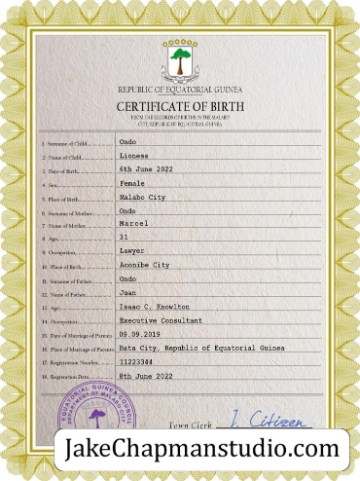 REPUBLIC OF EQUATORIAL GUINEA
CERTIFICATE OF BIRTH
FROM THE RECORDS OF BIRTHS IN THE MALABO
CITY, REPUBLIC OF EQUATORIAL GUINEA
1. Surname of Child Ondo
2. Name of Child Lioness
3. Date of Birth 6th June 2022
4. Sex Female
5. Place of Birth Malabo City
6. Surname of Mother Ondo
7. Name of Mother Marcel
8. Age 31
9. Occupation Lawyer
10. Place of Birth Aconibe City
11. Surname of Father Ondo
12. Name of Father Juan
13. Age Isaac C. Knowlton
14. Occupation Executive Consultant
15. Date of Marriage of Parents 09.09.2019
16. Place of Marriage of Parents Bata City, Republic of Equatorial Guinea
17. Registration Number 11223344
18. Registration Date 8th June 2022
EQUATORIAL GUINEA COUNCIL
DEPARTMENT OF MALABU CITY
Town Clerk I. Citizen
JakeChapmanstudio.com